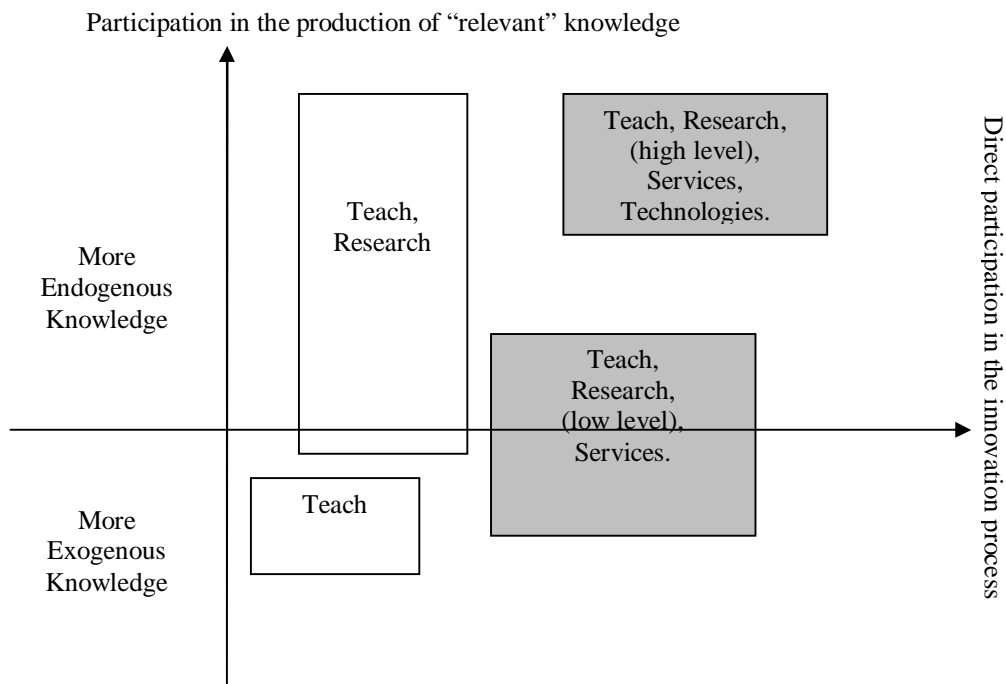 Participation in the production of “relevant” knowledge
Teach, Research,
(high level),
Services,
Technologies.
Direct participation in the innovation process
Teach,
Research
More
Endogenous
Knowledge
Teach,
Research,
(low level),
Services.
Teach
More
Exogenous
Knowledge